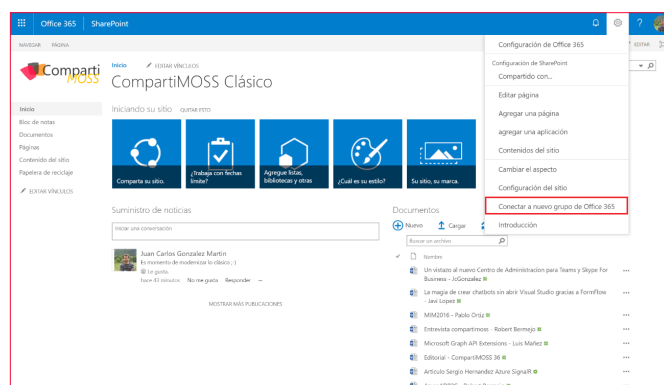 Office 365 SharePoint ?
NAVEGAR PÁGINA EDITAR
Comparti
MOSS
Inicio EDITAR VÍNCULOS
CompartiMOSS Clásico
Inicio
Bloc de notas
Documentos
Páginas
Contenido del sitio
Papelera de reciclaje
EDITAR VÍNCULOS
Iniciando su sitio QUITAR ESTO
Comparta su sitio.
¿Trabaja con fechas
límite?
Agregue listas,
bibliotecas y otras
¿Cuál es su estilo?
Su sitio, su marca.
Configuración de Office 365
Configuración de SharePoint
Compartido con...
Editar página
Agregar una página
agregar una aplicación
Contenidos del sitio
Cambiar el aspecto
Configuración del sitio
Conectar a nuevo grupo de Office 365
Introducción
Suministro de noticias
Iniciar una conversación
Juan Carlos Gonzalez Martin
Es momento de modernizar lo clásico ; )
Le gusta.
hace 43 minutos No me gusta Responder ...
MOSTRAR MÁS PUBLICACIONES
Documentos
Nuevo Cargar
Buscar un archivo
Nombre
Un vistazo al nuevo Centro de Administracion para Teams y Skype For
Business - JcGonzalez ...
La magia de crear chatbots sin abrir Visual Studio gracias a FormFlow
- Javi Lopez ...
MIM2016 - Pablo Ortiz ...
Entrevista compartimoss - Robert Bermejo ...
Microsoft Graph API Extensions - Luis Mañez ...
Editorial - CompartiMOSS 36 ...
Articulo Sergio Hernandez Azure SignalR ...